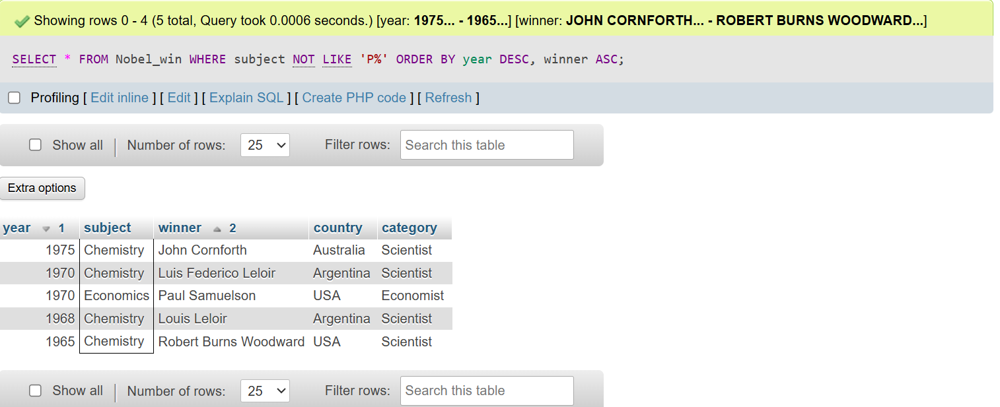 Showing rows 0 - 4 (5 total, Query took 0.0006 seconds.) [year: 1975... - 1965...] [winner: JOHN CORNFORTH... - ROBERT BURNS WOODWARD...]
SELECT * FROM Nobel_win WHERE subject NOT LIKE 'P%' ORDER BY year DESC, winner ASC;
Profiling [ Edit inline ] [ Edit ] [ Explain SQL ] [ Create PHP code ] [ Refresh ]
Show all | Number of rows: 25 Filter rows: Search this table
Extra options
year 1 subject winner 2 country category
1975 Chemistry John Cornforth Australia Scientist
1970 Chemistry Luis Federico Leloir Argentina Scientist
1970 Economics Paul Samuelson USA Economist
1968 Chemistry Louis Leloir Argentina Scientist
1965 Chemistry Robert Burns Woodward USA Scientist
Show all | Number of rows: 25 Filter rows: Search this table